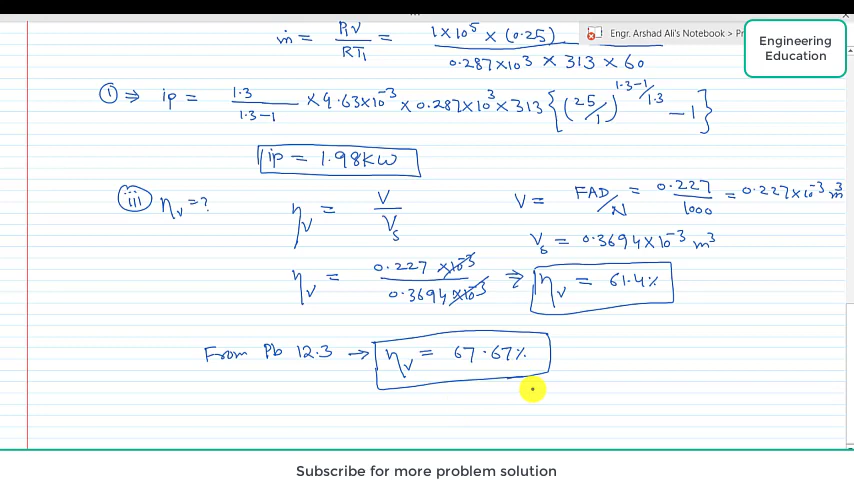 ṁ = P₁V / RT₁ = 1×10⁵ × (0.25) / 0.287×10³ × 313 × 60
Engr. Arshad Ali's Notebook > Pr
Engineering
Education
① ⇒ ip = 1.3 / 1.3-1 × 4.63×10⁻³ × 0.287×10³ × 313 { (25/1)^(1.3-1/1.3) - 1 }
ip = 1.98KW
(iii) ηv = ?
ηv = V / Vs
V = FAD/N = 0.227 / 1000 = 0.227×10⁻³ m³
Vs = 0.3694×10⁻³ m³
ηv = 0.227 ×10⁻³ / 0.3694×10⁻³ ⇒ ηv = 61.4%
From Pb 12.3 → ηv = 67.67%
Subscribe for more problem solution